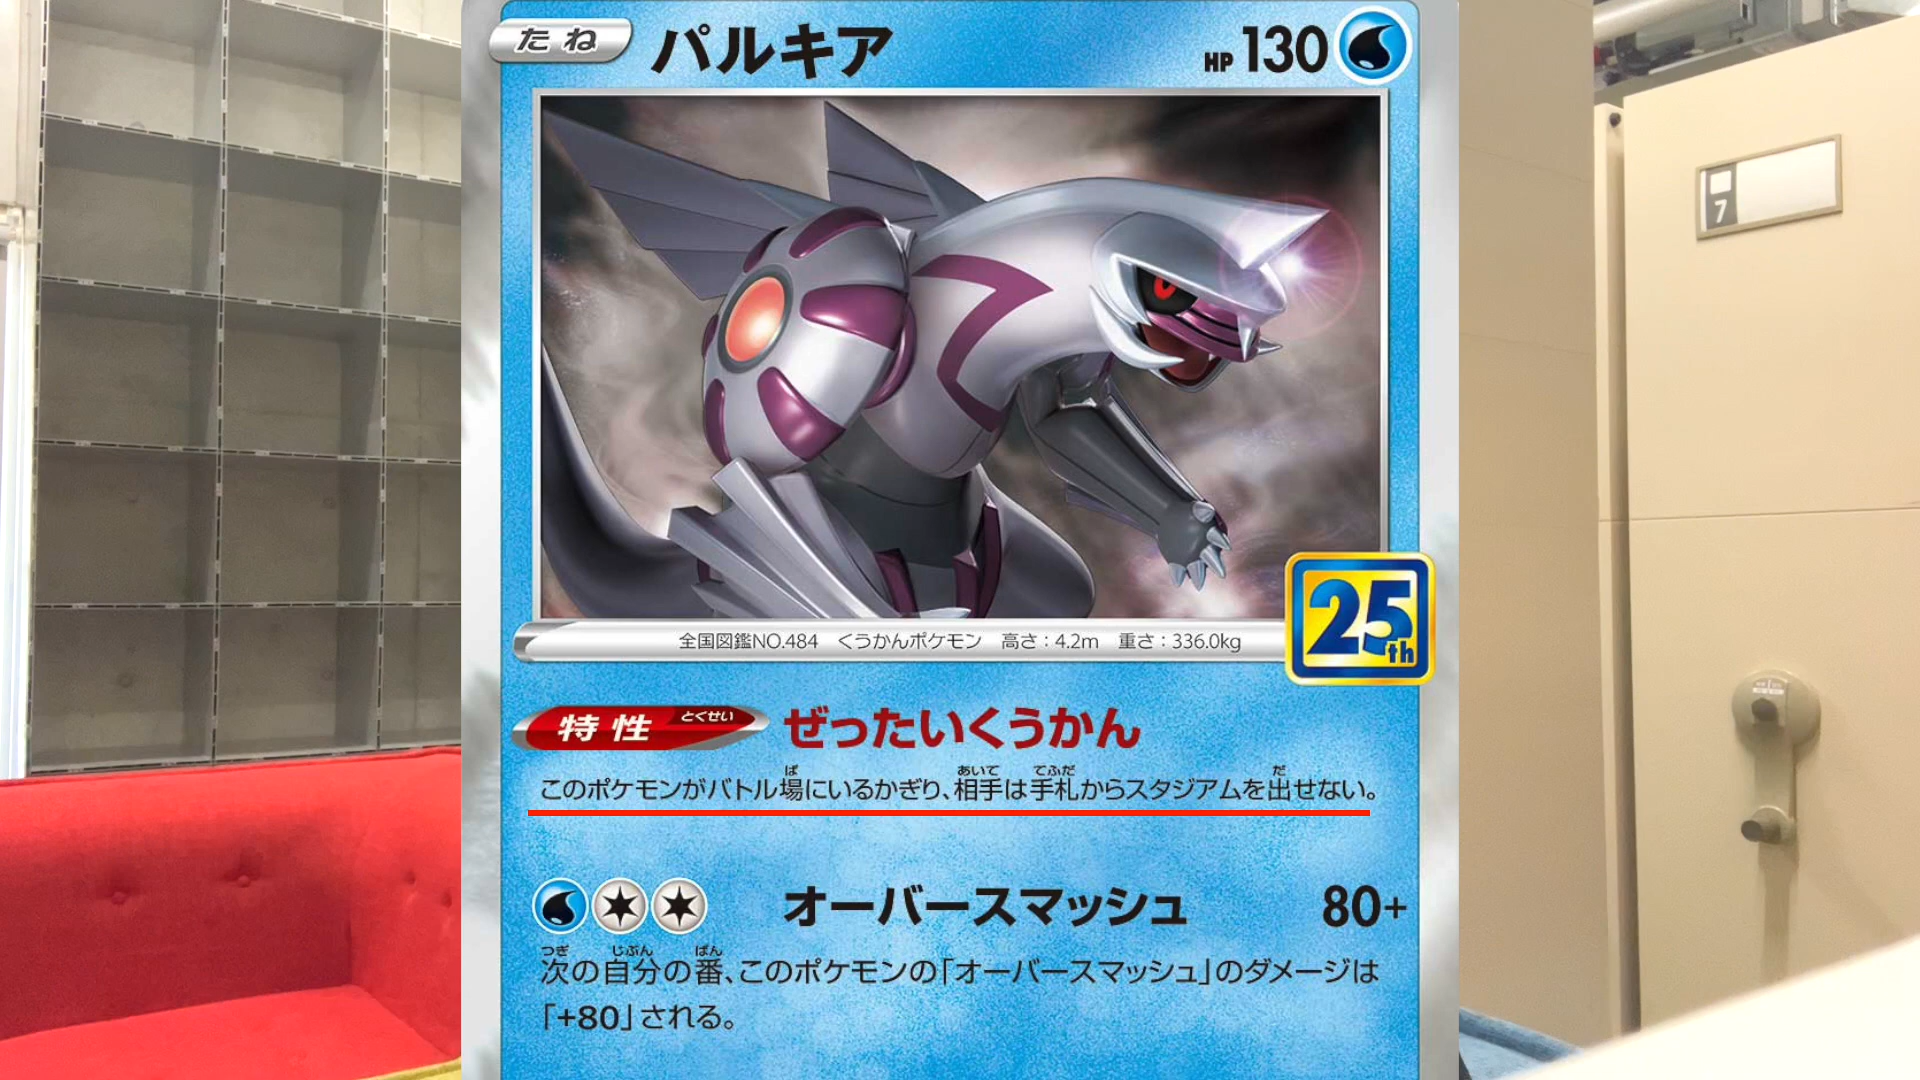 たね パルキア HP 130
全国図鑑NO.484 くうかんポケモン 高さ:4.2m 重さ:336.0kg
25th
特性 とくせい ぜったいくうかん
このポケモンがバトル場にいるかぎり、相手は手札からスタジアムを出せない。
オーバースマッシュ 80+
次の自分の番、このポケモンの「オーバースマッシュ」のダメージは
「+80」される。
7